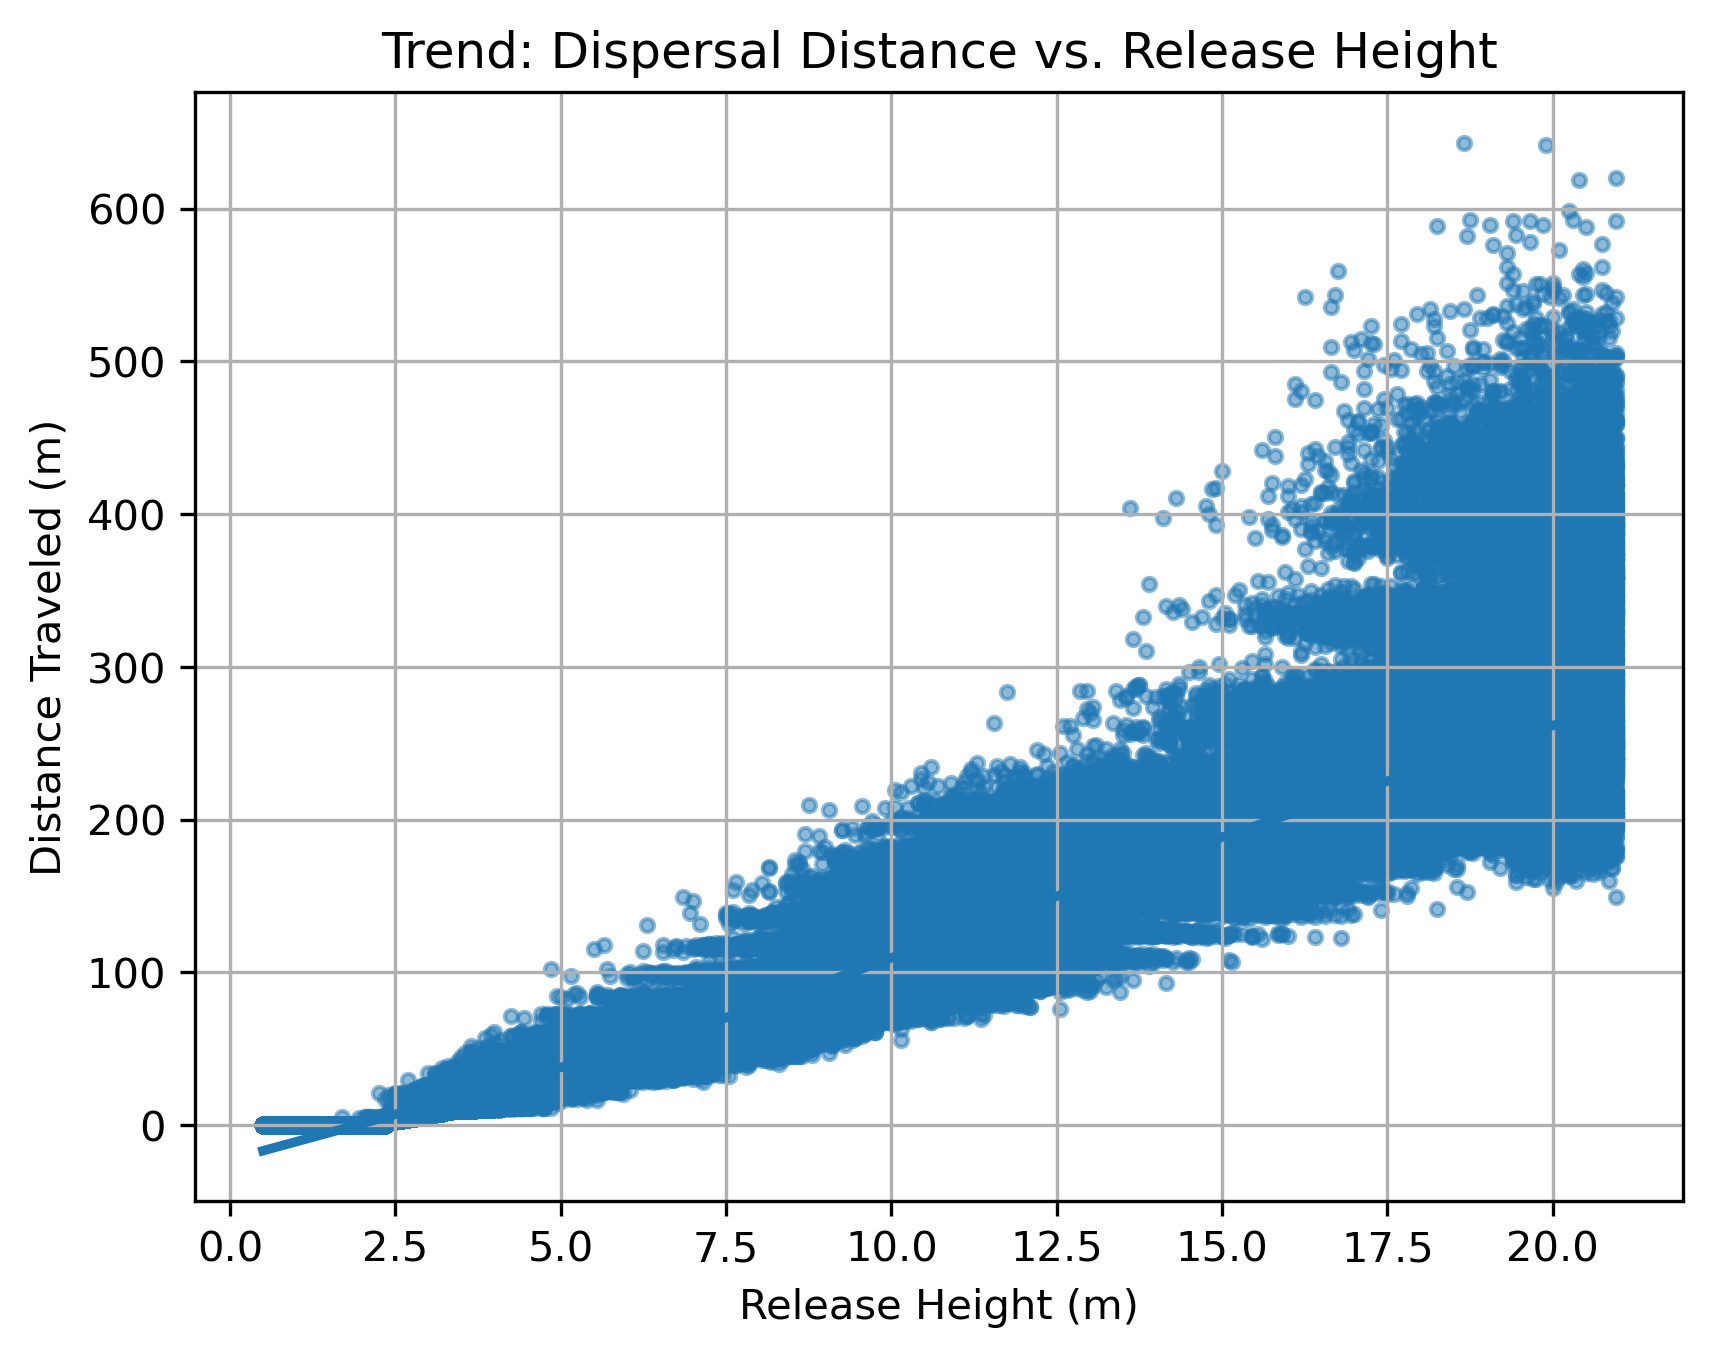 Trend: Dispersal Distance vs. Release Height
600
500
400
300
200
100
0
Distance Traveled (m)
0.0 2.5 5.0 7.5 10.0 12.5 15.0 17.5 20.0
Release Height (m)